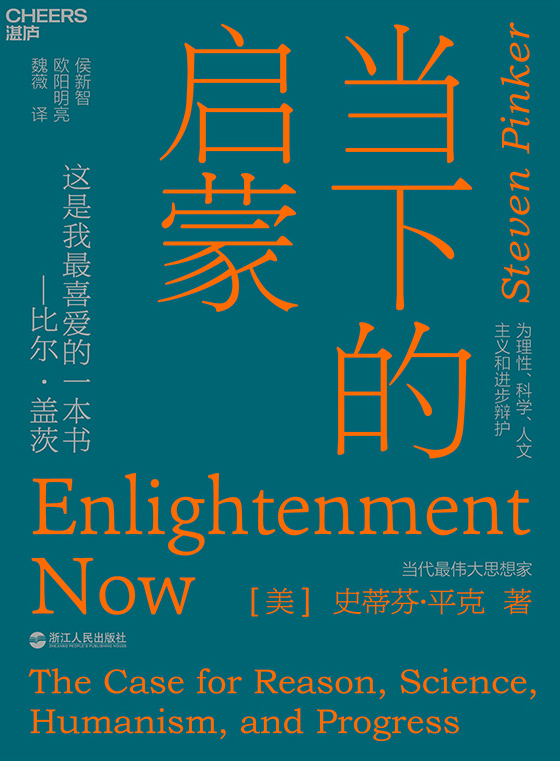 CHEERS
湛庐
侯新智
欧阳明亮
魏薇 译
当下的
启蒙
Steven Pinker
为理性、科学、人文
主义和进步辩护
这是我最喜爱的一本书
——比尔·盖茨
Enlightenment
Now
当代最伟大思想家
[美] 史蒂芬·平克 著
浙江人民出版社
ZHEJIANG PEOPLE'S PUBLISHING HOUSE
The Case for Reason, Science,
Humanism, and Progress